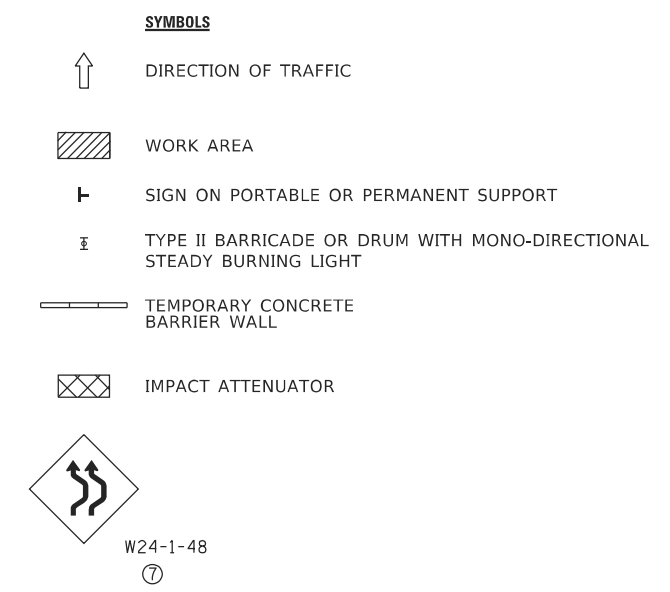 SYMBOLS
DIRECTION OF TRAFFIC
WORK AREA
SIGN ON PORTABLE OR PERMANENT SUPPORT
TYPE II BARRICADE OR DRUM WITH MONO-DIRECTIONAL
STEADY BURNING LIGHT
TEMPORARY CONCRETE
BARRIER WALL
IMPACT ATTENUATOR
W24-1-48
7